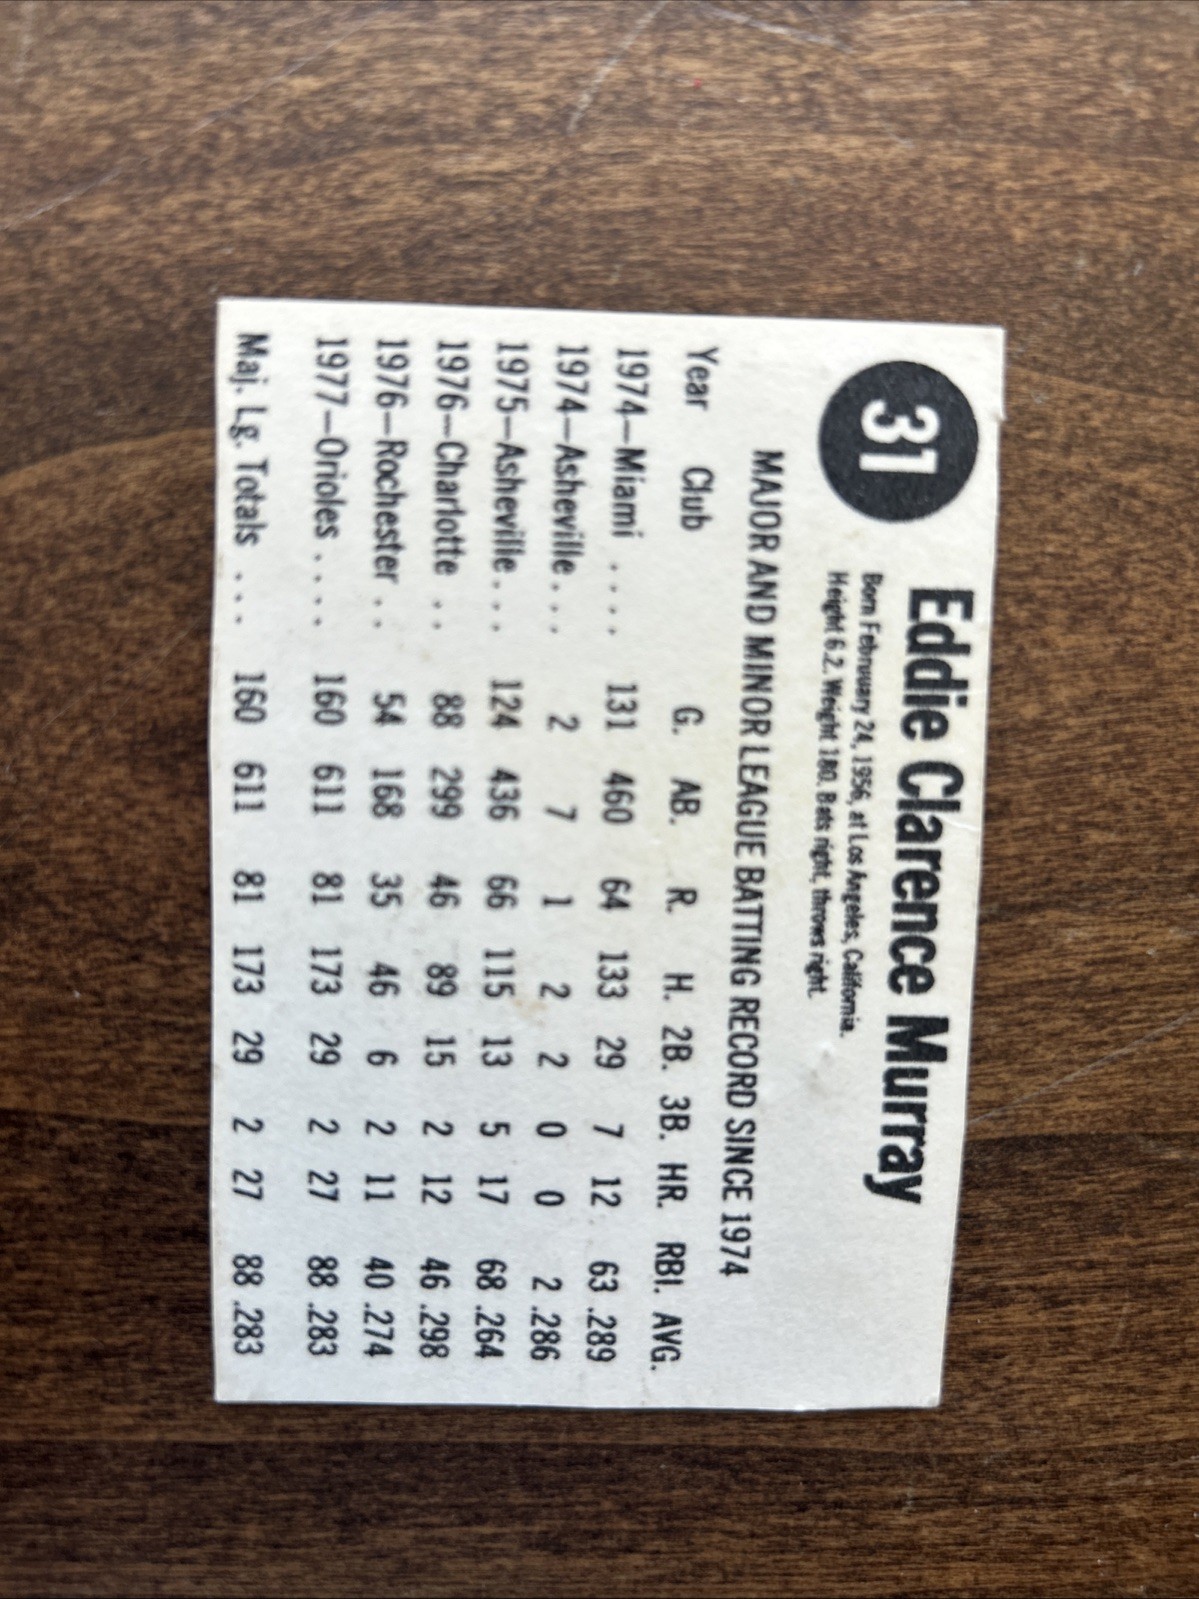 31
Eddie Clarence Murray
Born February 24, 1956, at Los Angeles, California.
Height 6.2. Weight 180. Bats right, throws right.
MAJOR AND MINOR LEAGUE BATTING RECORD SINCE 1974
Year Club G. AB. R. H. 2B. 3B. HR. RBI. AVG.
1974—Miami . . . . 131 460 64 133 29 7 12 63 .289
1974—Asheville . . . 2 7 1 2 2 0 0 2 .286
1975—Asheville . . . 124 436 66 115 13 5 17 68 .264
1976—Charlotte . . 88 299 46 89 15 2 12 46 .298
1976—Rochester . . 54 168 35 46 6 2 11 40 .274
1977—Orioles . . . . 160 611 81 173 29 2 27 88 .283
Maj. Lg. Totals . . . 160 611 81 173 29 2 27 88 .283